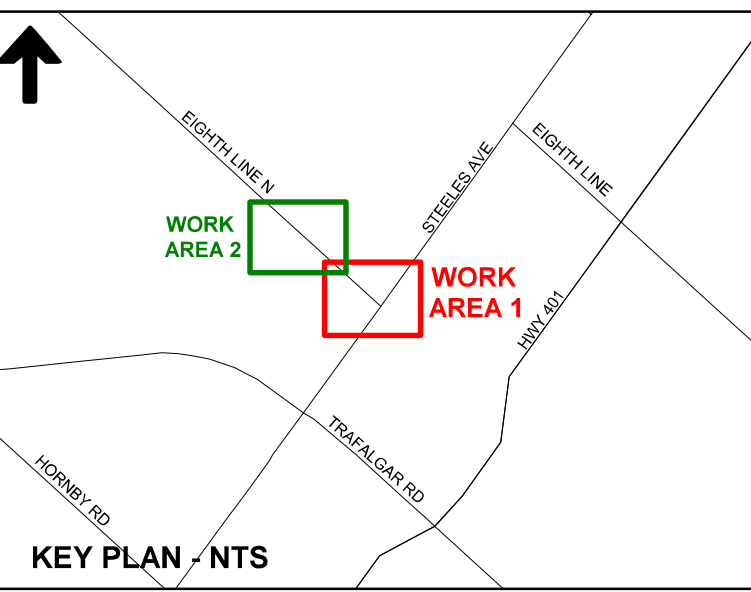 EIGHTH LINE N
STEELES AVE
EIGHTH LINE
WORK
AREA 2
WORK
AREA 1
HWY 401
TRAFALGAR RD
HORNBY RD
KEY PLAN - NTS